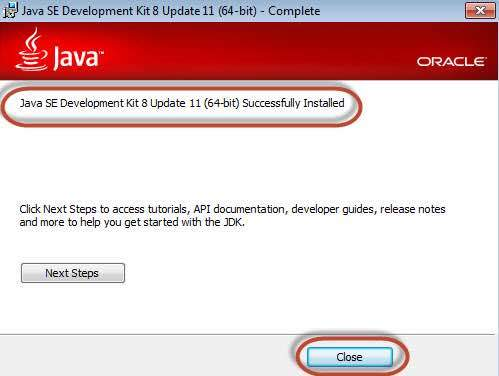 Java SE Development Kit 8 Update 11 (64-bit) - Complete
Java™
ORACLE
Java SE Development Kit 8 Update 11 (64-bit) Successfully Installed
Click Next Steps to access tutorials, API documentation, developer guides, release notes
and more to help you get started with the JDK.
Next Steps
Close